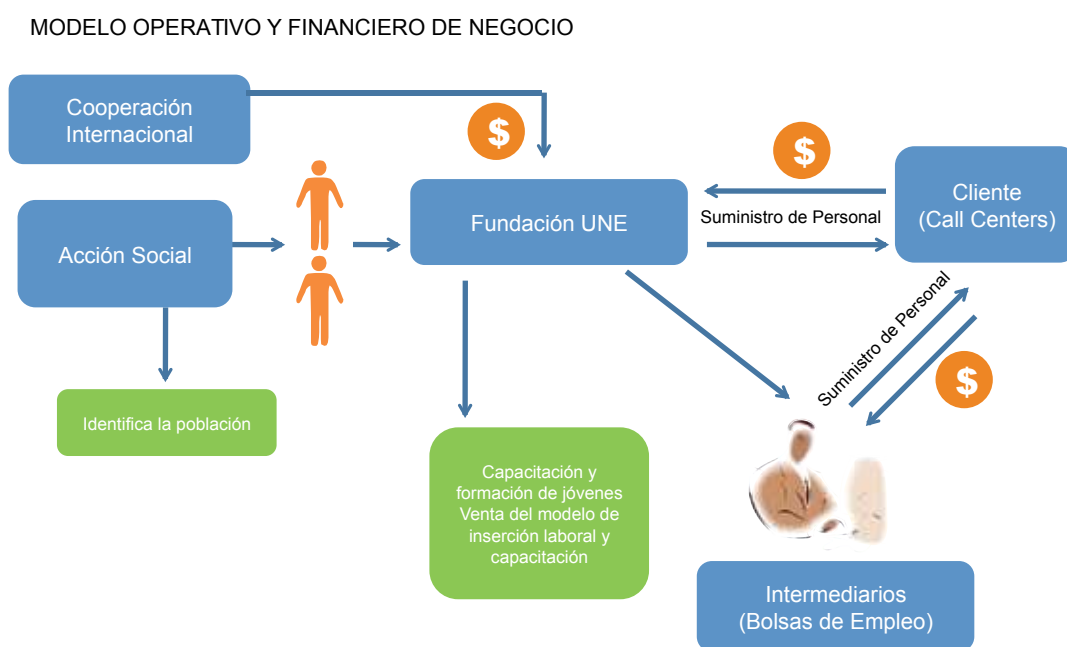 MODELO OPERATIVO Y FINANCIERO DE NEGOCIO
Cooperación
Internacional
$
$
Cliente
(Call Centers)
Fundación UNE
Suministro de Personal
Acción Social
Suministro de Personal
$
Identifica la población
Capacitación y
formación de jóvenes
Venta del modelo de
inserción laboral y
capacitación
Intermediarios
(Bolsas de Empleo)